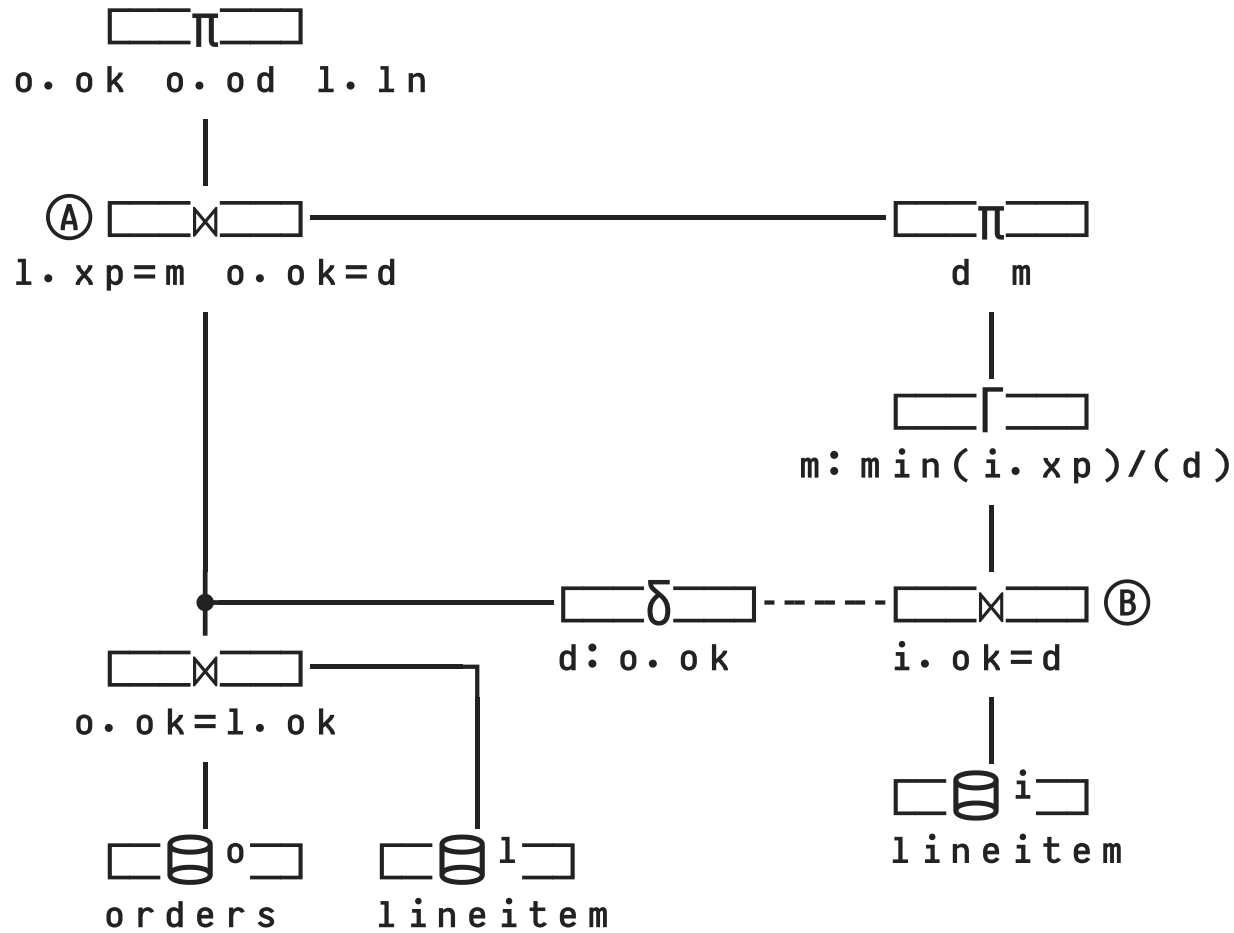 π
o.ok o.od l.ln
A ⋈ π
l.xp=m o.ok=d d m
Γ
m:min(i.xp)/(d)
δ ⋈ B
d:o.ok i.ok=d
⋈
o.ok=l.ok
i
lineitem
o l
orders lineitem